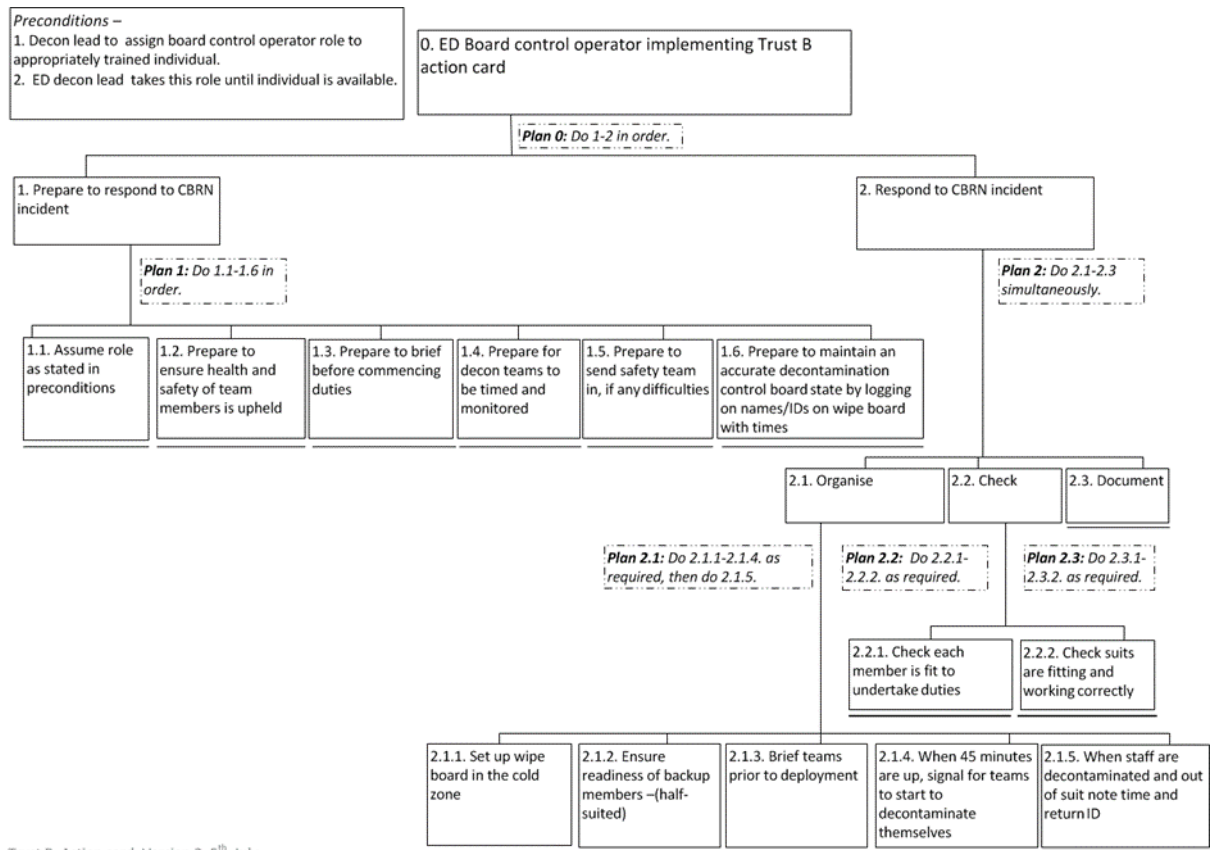 Preconditions –
1. Decon lead to  assign board control operator role to
appropriately trained individual.
2.  ED decon lead  takes this role until individual is available.
0. ED Board control operator implementing Trust B
action card
Plan 0: Do 1-2 in order.
1. Prepare to respond to CBRN
incident
2. Respond to CBRN incident
Plan 1: Do 1.1-1.6 in
order.
Plan 2: Do 2.1-2.3
simultaneously.
1.1. Assume role
as stated in
preconditions
1.2. Prepare to
ensure health and
safety of team
members is upheld
1.3. Prepare to brief
before commencing
duties
1.4. Prepare for
decon teams to
be timed and
monitored
1.5. Prepare to
send safety team
in, if any difficulties
1.6. Prepare to maintain an
accurate decontamination
control board state by logging
on names/IDs on wipe board
with times
2.1. Organise
2.2. Check
2.3. Document
Plan 2.1: Do 2.1.1-2.1.4. as
required, then do 2.1.5.
Plan 2.2:  Do 2.2.1-
2.2.2. as required.
Plan 2.3: Do 2.3.1-
2.3.2. as required.
2.2.1. Check each
member is fit to
undertake duties
2.2.2. Check suits
are fitting and
working correctly
2.1.1. Set up wipe
board in the cold
zone
2.1.2. Ensure
readiness of backup
members –(half-
suited)
2.1.3. Brief teams
prior to deployment
2.1.4. When 45 minutes
are up, signal for teams
to start to
decontaminate
themselves
2.1.5. When staff are
decontaminated and out
of suit note time and
return ID